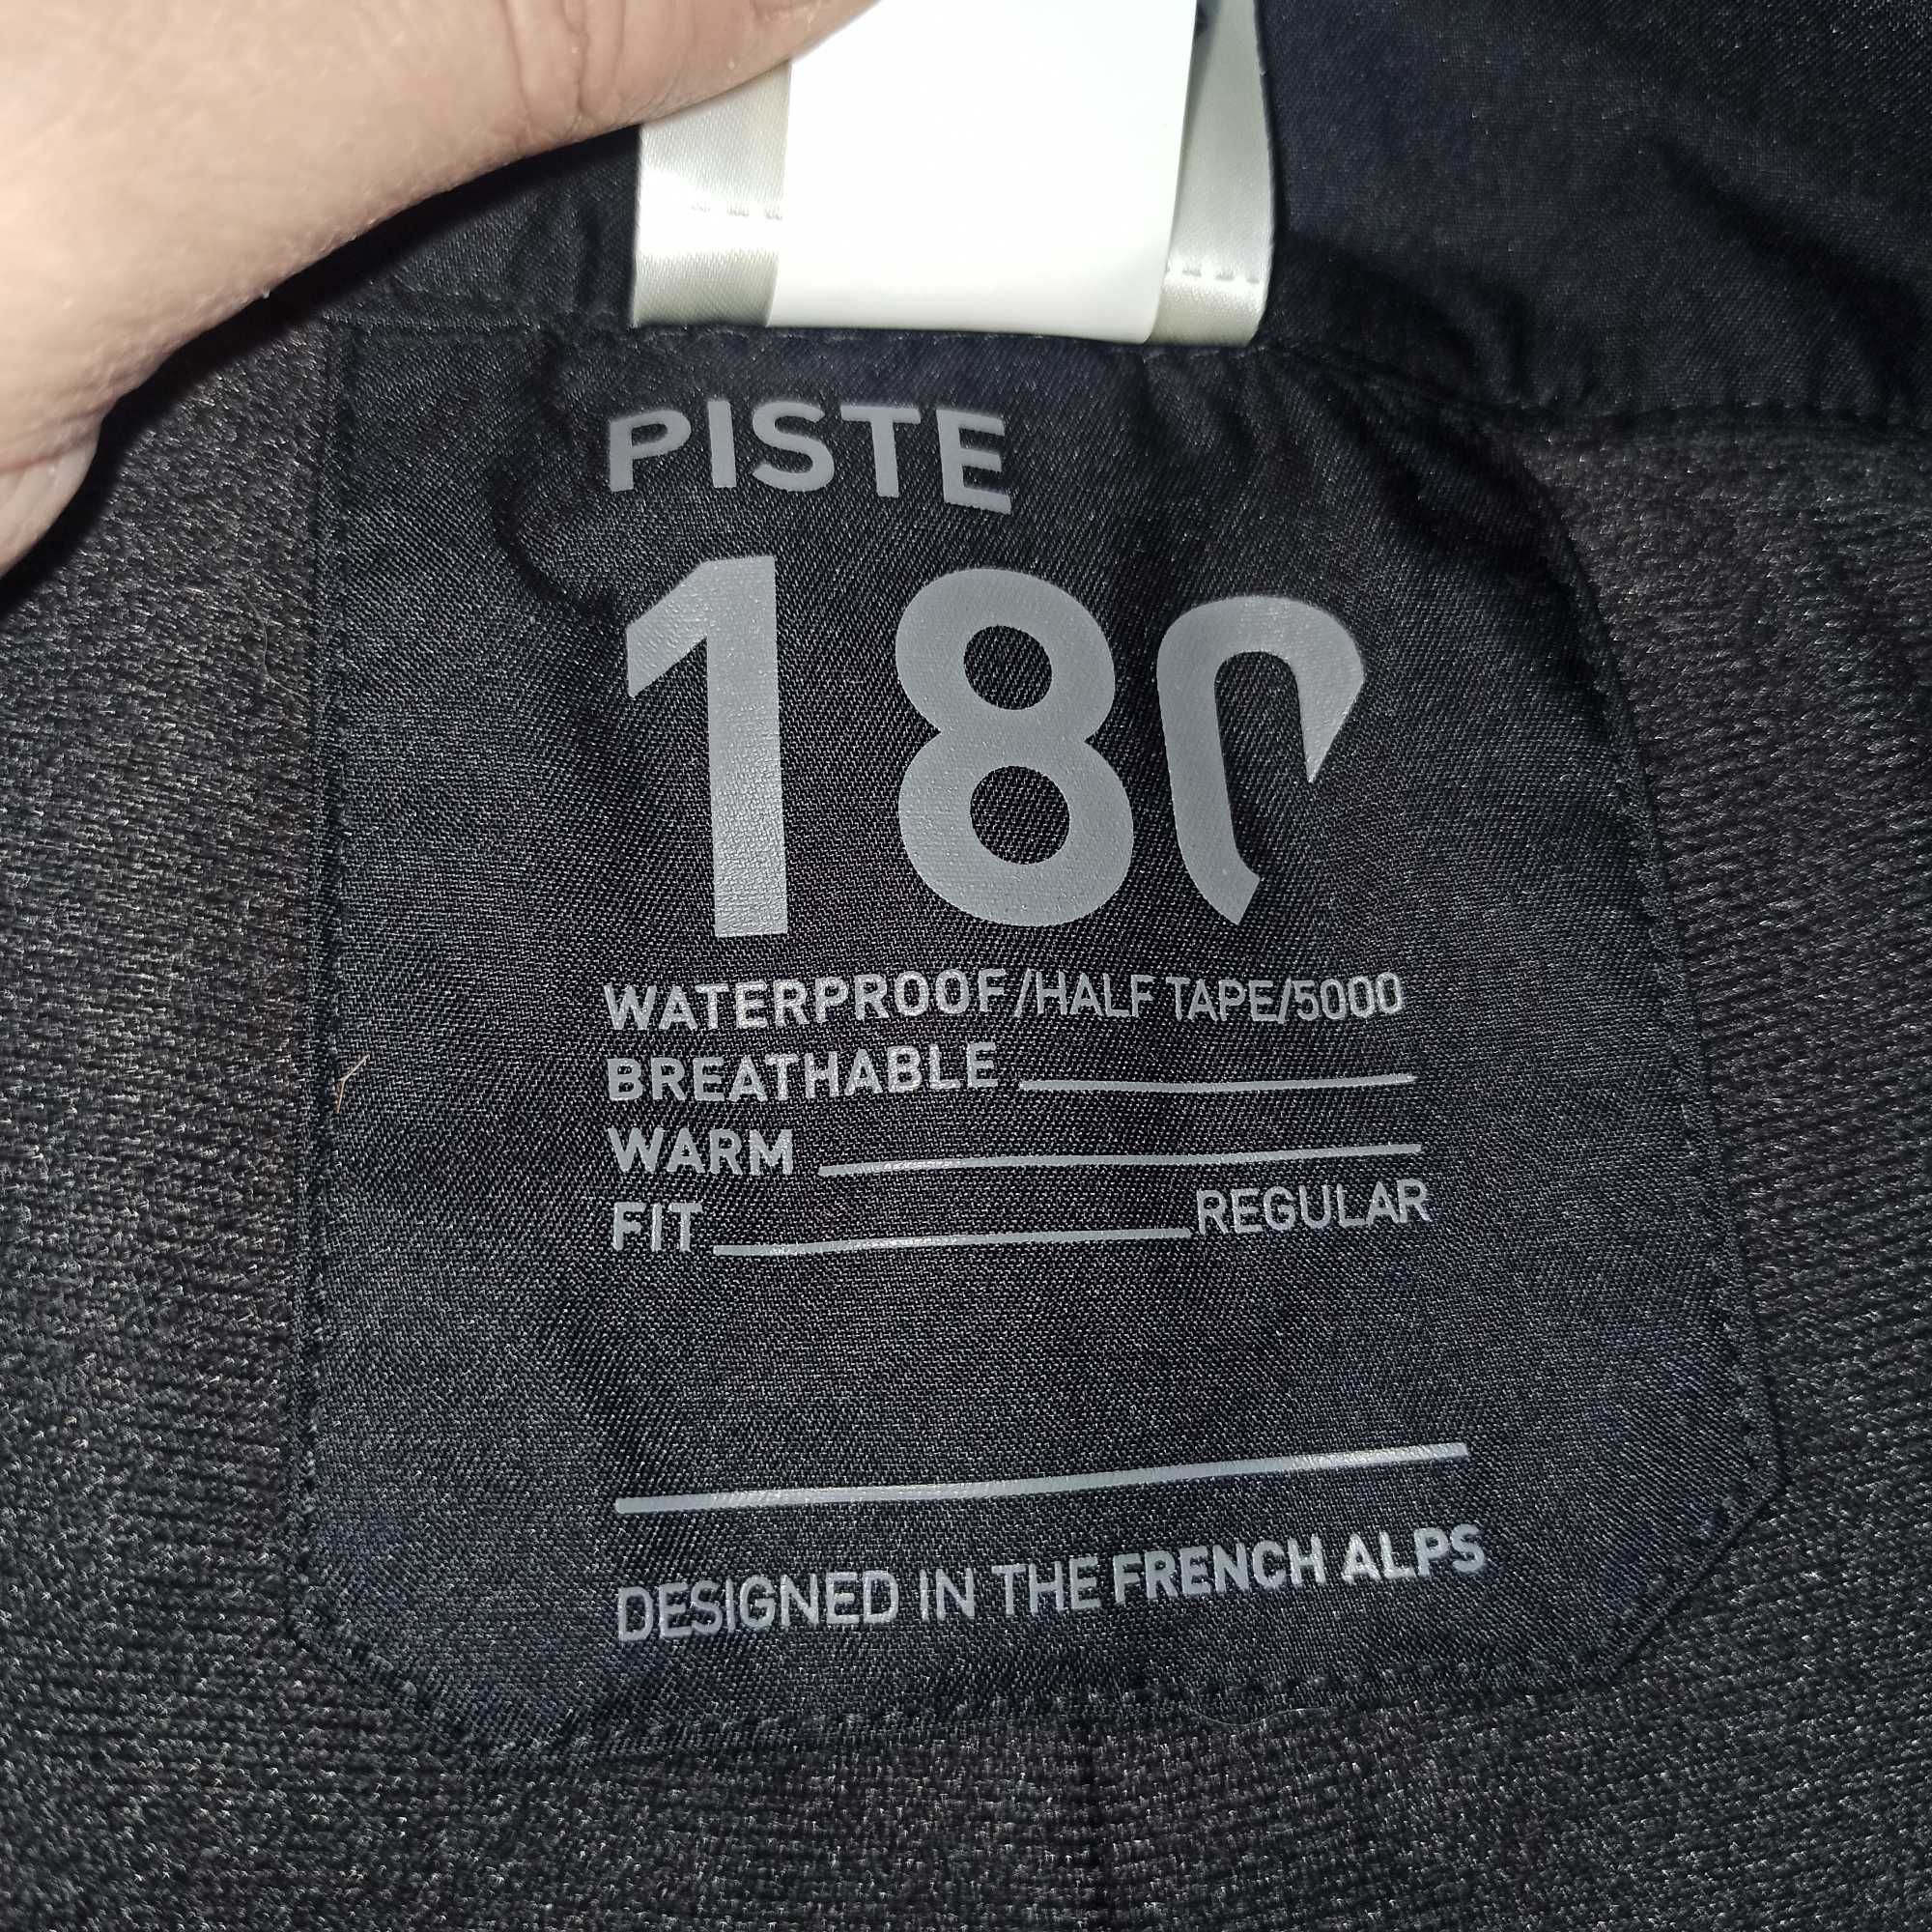 PISTE
180
WATERPROOF/HALF TAPE/5000
BREATHABLE
WARM
FIT REGULAR
DESIGNED IN THE FRENCH ALPS